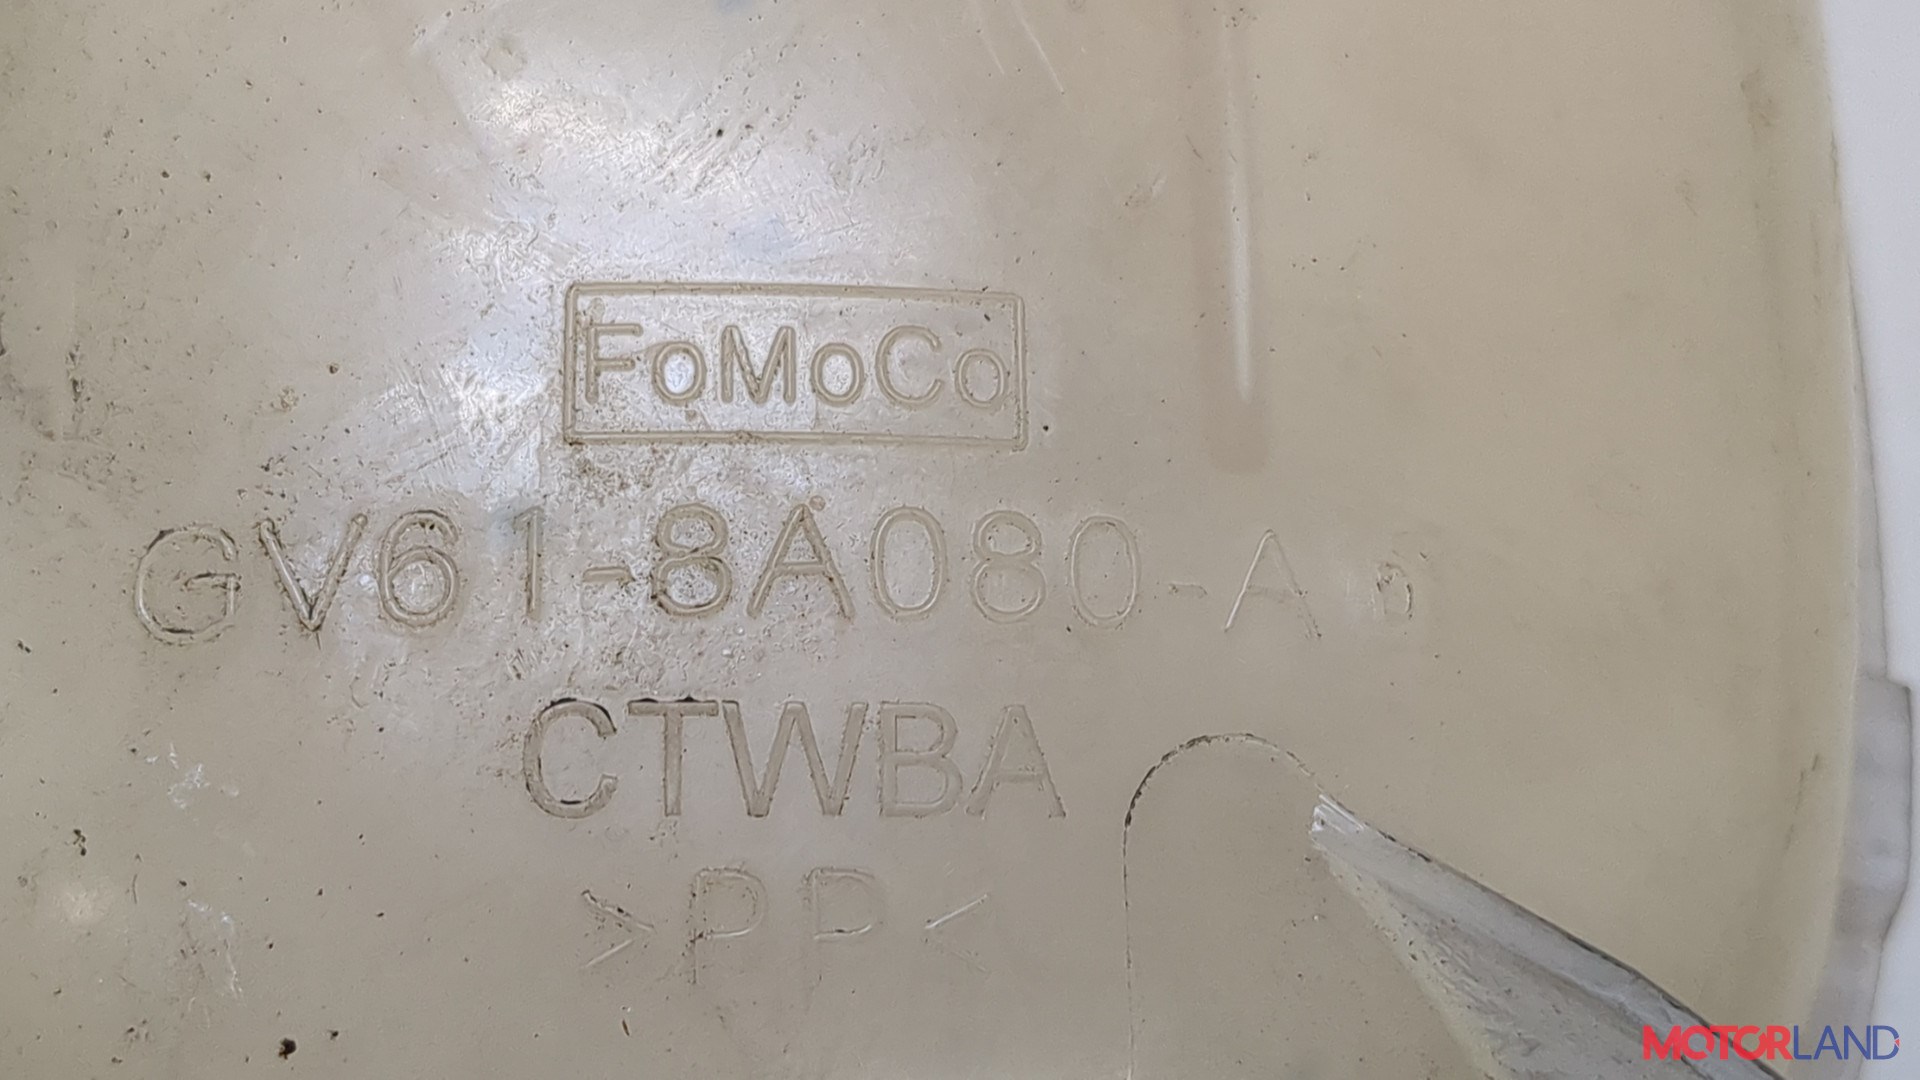 FoMoCo
GV61-8A080-A
CTWBA
>PP<
MOTORLAND